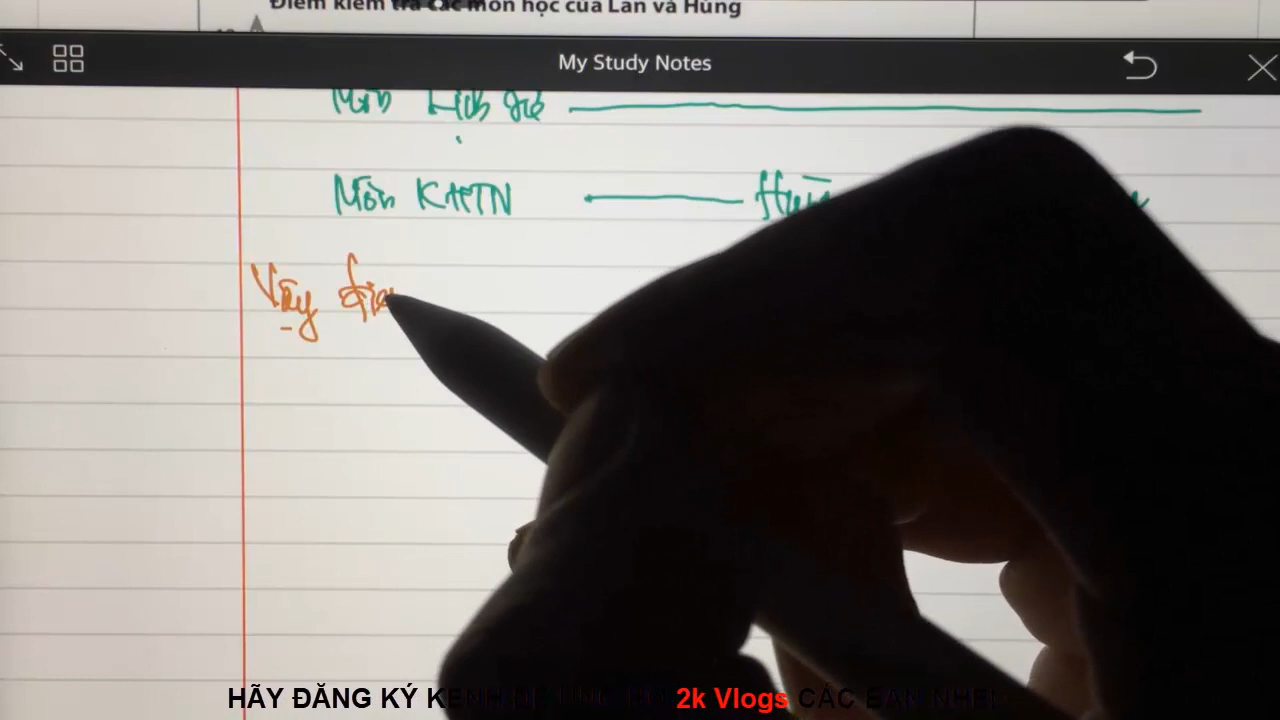 Điểm kiểm tra các môn học của Lan và Hùng
My Study Notes
Môn Lịch sử
Môn KHTN
Vậy
HÃY ĐĂNG KÝ 2k Vlogs CÁC BẠN NHÉ